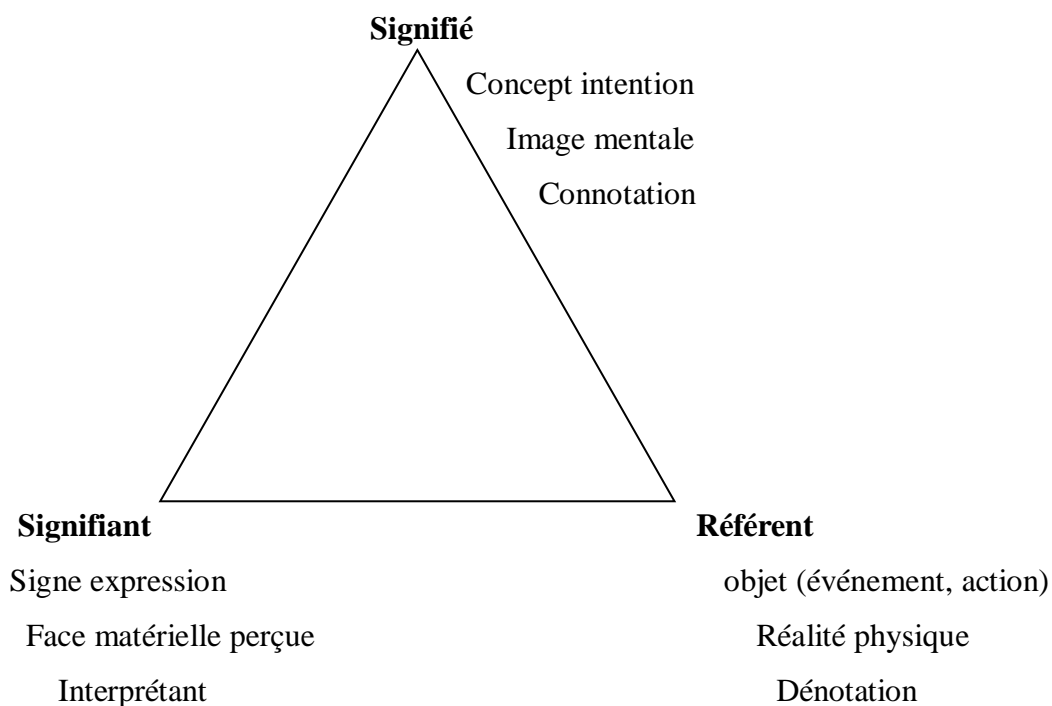 Signifié
Concept intention
Image mentale
Connotation
Signifiant
Référent
Signe expression
objet (événement, action)
Face matérielle perçue
Réalité physique
Interprétant
Dénotation